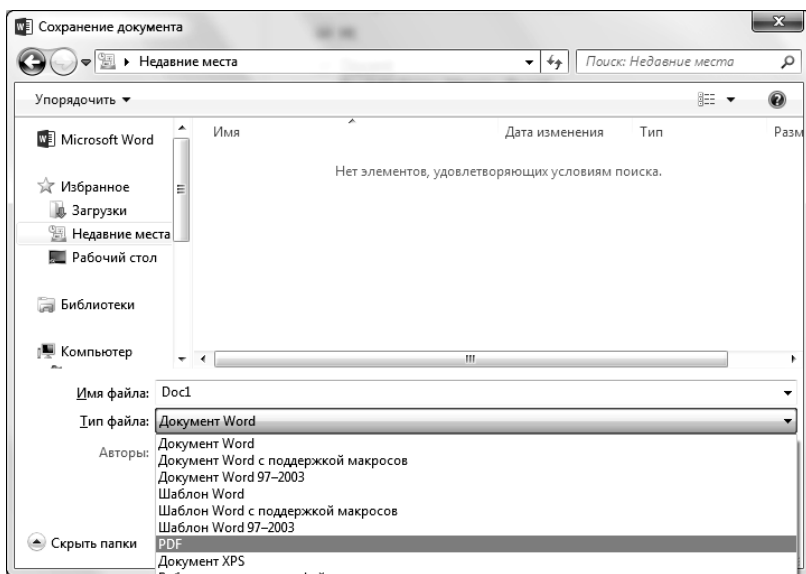 Сохранение документа
Недавние места
Поиск: Недавние места
Упорядочить
Microsoft Word
Имя
Дата изменения
Тип
Разм
Нет элементов, удовлетворяющих условиям поиска.
Избранное
Загрузки
Недавние места
Рабочий стол
Библиотеки
Компьютер
Имя файла: Doc1
Тип файла: Документ Word
Авторы:
Документ Word
Документ Word с поддержкой макросов
Документ Word 97–2003
Шаблон Word
Шаблон Word с поддержкой макросов
Шаблон Word 97–2003
Скрыть папки
PDF
Документ XPS